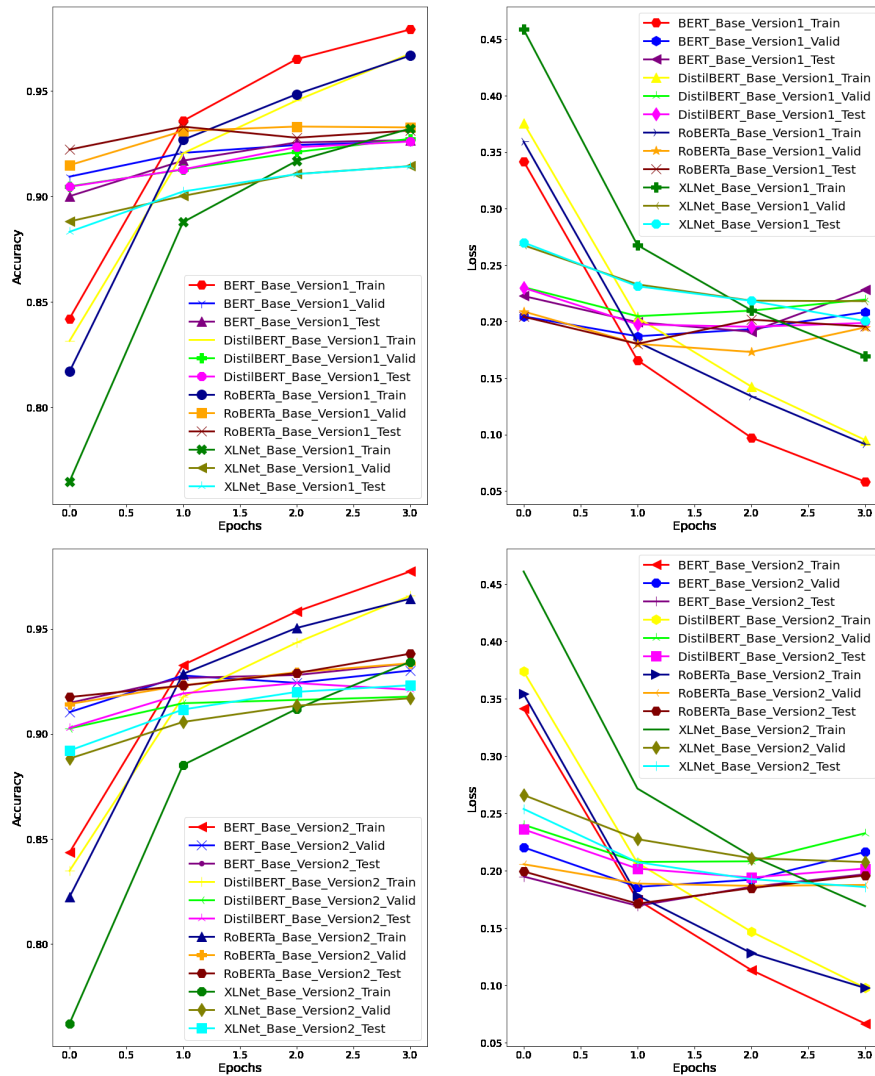 0.95
0.90
0.85
0.80
Accuracy
BERT_Base_Version1_Train
BERT_Base_Version1_Valid
BERT_Base_Version1_Test
DistilBERT_Base_Version1_Train
DistilBERT_Base_Version1_Valid
DistilBERT_Base_Version1_Test
RoBERTa_Base_Version1_Train
RoBERTa_Base_Version1_Valid
RoBERTa_Base_Version1_Test
XLNet_Base_Version1_Train
XLNet_Base_Version1_Valid
XLNet_Base_Version1_Test
0.0 0.5 1.0 1.5 2.0 2.5 3.0
Epochs
0.45
0.40
0.35
0.30
0.25
0.20
0.15
0.10
0.05
Loss
BERT_Base_Version1_Train
BERT_Base_Version1_Valid
BERT_Base_Version1_Test
DistilBERT_Base_Version1_Train
DistilBERT_Base_Version1_Valid
DistilBERT_Base_Version1_Test
RoBERTa_Base_Version1_Train
RoBERTa_Base_Version1_Valid
RoBERTa_Base_Version1_Test
XLNet_Base_Version1_Train
XLNet_Base_Version1_Valid
XLNet_Base_Version1_Test
0.0 0.5 1.0 1.5 2.0 2.5 3.0
Epochs
0.95
0.90
0.85
0.80
Accuracy
BERT_Base_Version2_Train
BERT_Base_Version2_Valid
BERT_Base_Version2_Test
DistilBERT_Base_Version2_Train
DistilBERT_Base_Version2_Valid
DistilBERT_Base_Version2_Test
RoBERTa_Base_Version2_Train
RoBERTa_Base_Version2_Valid
RoBERTa_Base_Version2_Test
XLNet_Base_Version2_Train
XLNet_Base_Version2_Valid
XLNet_Base_Version2_Test
0.0 0.5 1.0 1.5 2.0 2.5 3.0
Epochs
0.45
0.40
0.35
0.30
0.25
0.20
0.15
0.10
0.05
Loss
BERT_Base_Version2_Train
BERT_Base_Version2_Valid
BERT_Base_Version2_Test
DistilBERT_Base_Version2_Train
DistilBERT_Base_Version2_Valid
DistilBERT_Base_Version2_Test
RoBERTa_Base_Version2_Train
RoBERTa_Base_Version2_Valid
RoBERTa_Base_Version2_Test
XLNet_Base_Version2_Train
XLNet_Base_Version2_Valid
XLNet_Base_Version2_Test
0.0 0.5 1.0 1.5 2.0 2.5 3.0
Epochs